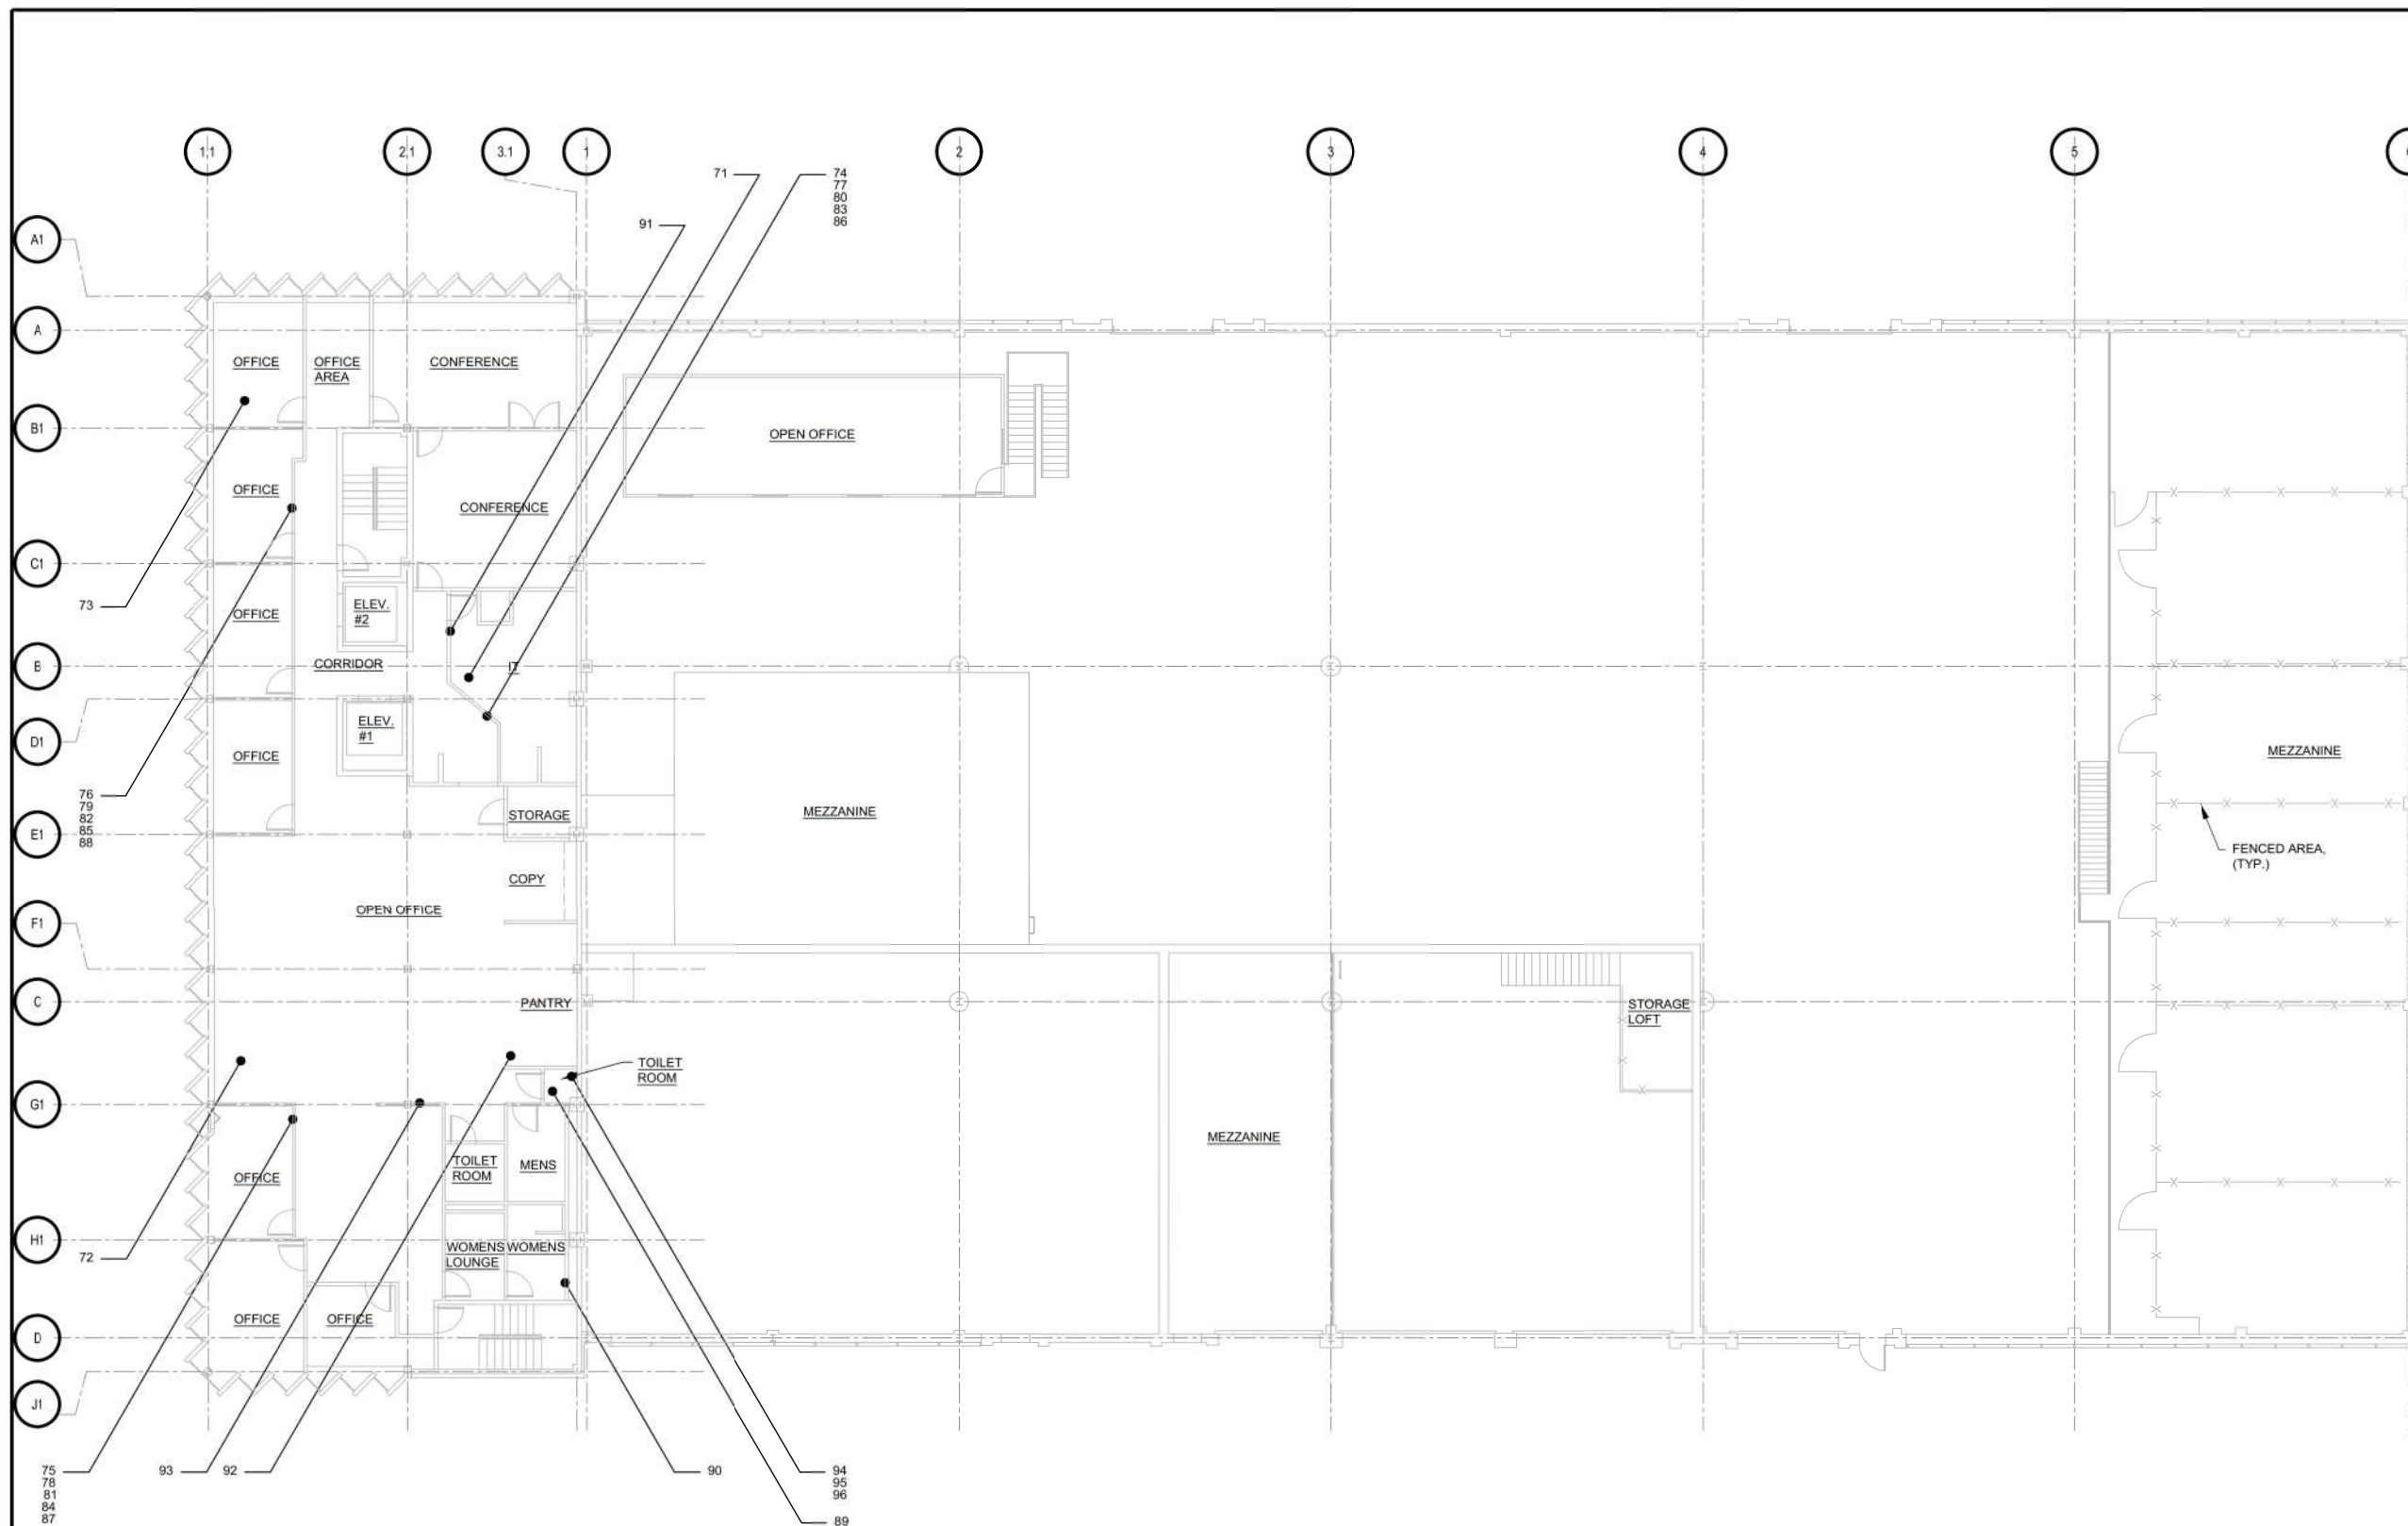 1.1
2.1
3.1
1
2
3
4
5
71
74
77
80
83
86
91
A1
A
OFFICE
OFFICE
AREA
CONFERENCE
B1
OPEN OFFICE
OFFICE
CONFERENCE
C1
73
OFFICE
ELEV.
#2
B
CORRIDOR
IT
D1
ELEV.
#1
OFFICE
MEZZANINE
76
79
82
85
88
STORAGE
MEZZANINE
E1
FENCED AREA,
(TYP.)
COPY
OPEN OFFICE
F1
C
PANTRY
STORAGE
LOFT
TOILET
ROOM
G1
MEZZANINE
TOILET
ROOM
MENS
OFFICE
H1
WOMENS
LOUNGE
WOMENS
72
OFFICE
OFFICE
D
J1
75
78
81
84
87
93
92
90
94
95
96
89